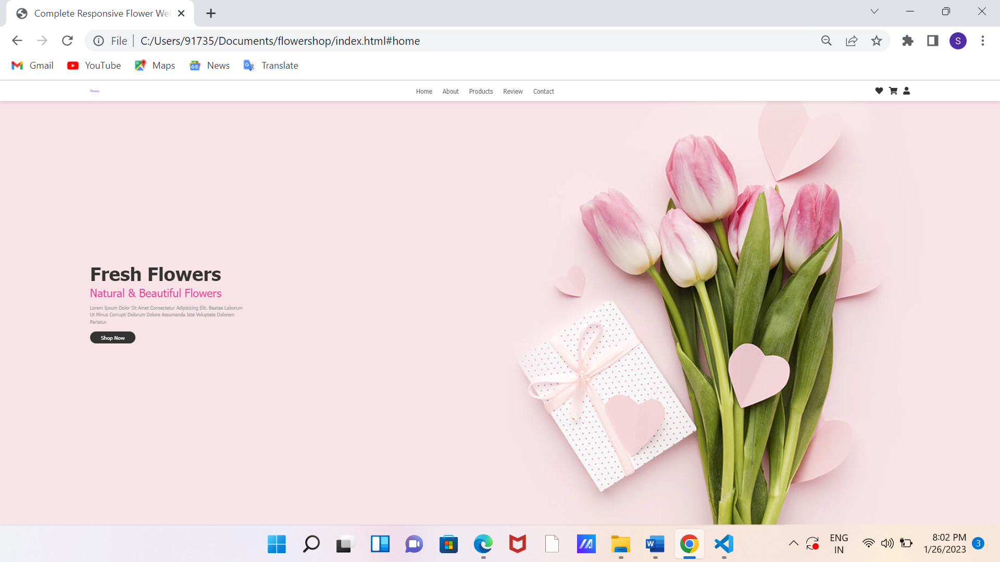 Complete Responsive Flower We
File
C:/Users/91735/Documents/flowershop/index.html#home
S
Gmail
YouTube
Maps
News
Translate
Flower.
Home
About
Products
Review
Contact
Fresh Flowers
Natural & Beautiful Flowers
Lorem Ipsum Dolor Sit Amet Consectetur Adipisicing Elit. Beatae Laborum
Ut Minus Corrupti Dolorum Dolore Assumenda Iste Voluptate Dolorem
Pariatur.
Shop Now
W
ENG
IN
8:02 PM
1/26/2023
3